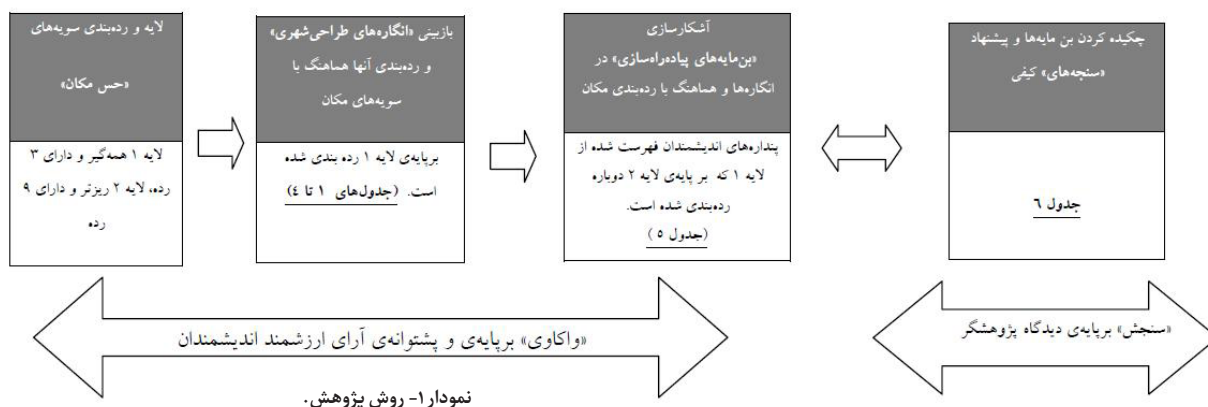 لایه و رده‌بندی سویه‌های
«حس مکان»
لایه ۱ همه‌گیر و دارای ۳
رده، لایه ۲ ریزتر و دارای ۹
رده
بازبینی «انگاره‌های طراحی‌شهری»
و رده‌بندی آنها هماهنگ با
سویه‌های مکان
برپایه‌ی لایه ۱ رده بندی شده
است. (جدول‌های ۱ تا ٤)
آشکارسازی
«بن‌مایه‌های پیاده‌راه‌سازی» در
انگاره‌ها و هماهنگ با رده‌بندی مکان
پنداره‌های اندیشمندان فهرست شده از
لایه ۱ که بر پایه‌ی لایه ۲ دوباره
رده‌بندی شده است.
(جدول ٥)
چکیده کردن بن مایه‌ها و پیشنهاد
«سنجه‌های» کیفی
جدول ٦
«واکاوی» برپایه‌ی و پشتوانه‌ی آرای ارزشمند اندیشمندان
«سنجش» برپایه‌ی دیدگاه پژوهشگر
نمودار۱- روش پژوهش.